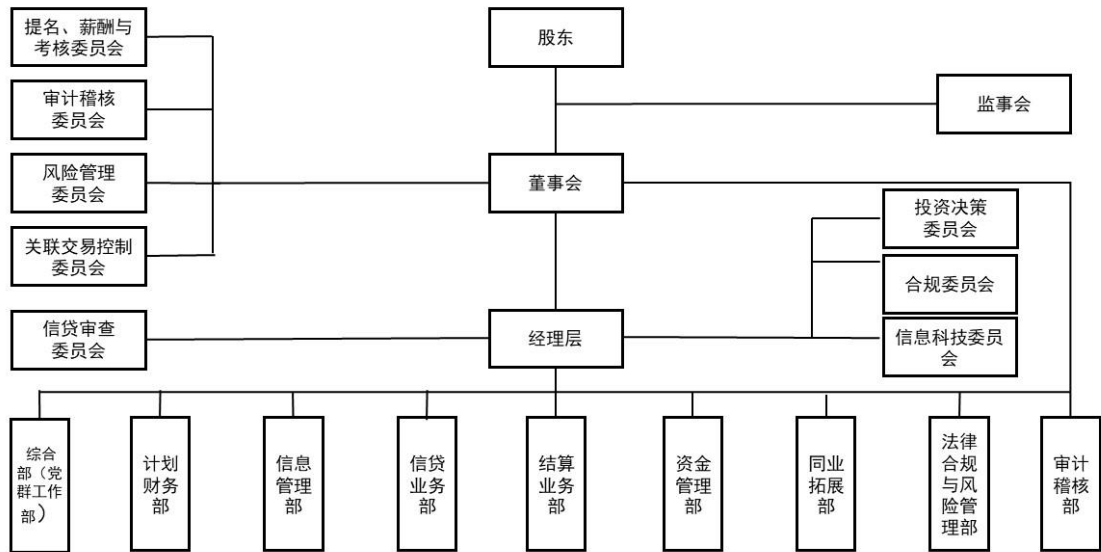 提名、薪酬与
考核委员会
股东
审计稽核
委员会
监事会
风险管理
委员会
董事会
投资决策
委员会
关联交易控制
委员会
合规委员会
信贷审查
委员会
经理层
信息科技委员
会
综合
部（党
群工作
部）
计划
财务
部
信息
管理
部
信贷
业务
部
结算
业务
部
资金
管理
部
同业
拓展
部
法律
合规
与风
险管
理部
审计
稽核
部